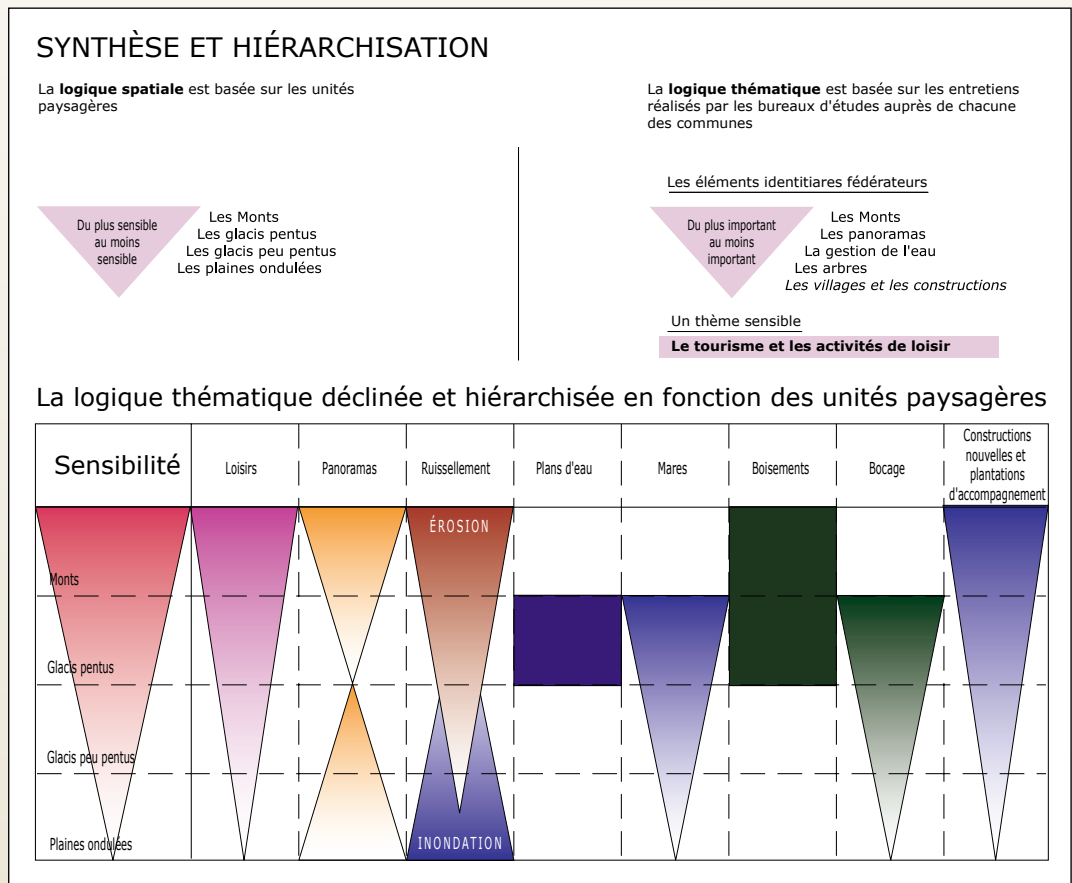 SYNTHÈSE ET HIÉRARCHISATION
La logique spatiale est basée sur les unités
paysagères
La logique thématique est basée sur les entretiens
réalisés par les bureaux d'études auprès de chacune
des communes
Du plus sensible
au moins
sensible
Les Monts
Les glacis pentus
Les glacis peu pentus
Les plaines ondulées
Les éléments identitiares fédérateurs
Du plus important
au moins
important
Les Monts
Les panoramas
La gestion de l'eau
Les arbres
Les villages et les constructions
Un thème sensible
Le tourisme et les activités de loisir
La logique thématique déclinée et hiérarchisée en fonction des unités paysagères
Sensibilité
Loisirs
Panoramas
Ruissellement
Plans d'eau
Mares
Boisements
Bocage
Constructions
nouvelles et
plantations
d'accompagnement
ÉROSION
Monts
Glacis pentus
Glacis peu pentus
Plaines ondulées
INONDATION